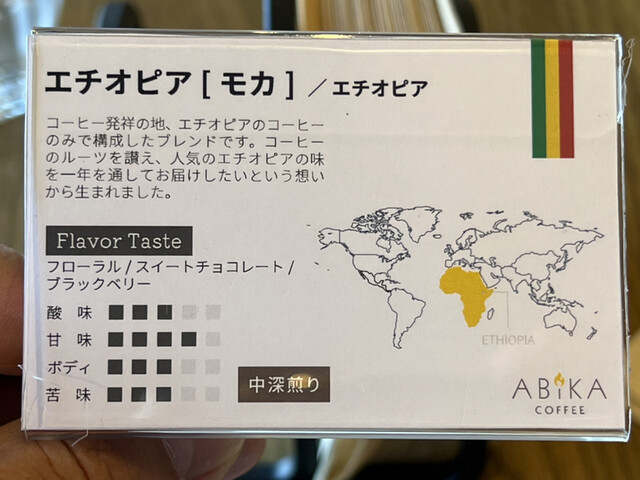 エチオピア [ モカ ] ／エチオピア
コーヒー発祥の地、エチオピアのコーヒー
のみで構成したブレンドです。コーヒー
のルーツを讃え、人気のエチオピアの味
を一年を通してお届けしたいという想い
から生まれました。
Flavor Taste
フローラル / スイートチョコレート /
ブラックベリー
酸味
甘味
ボディ
苦味
中深煎り
ETHIOPIA
ABiKA
COFFEE